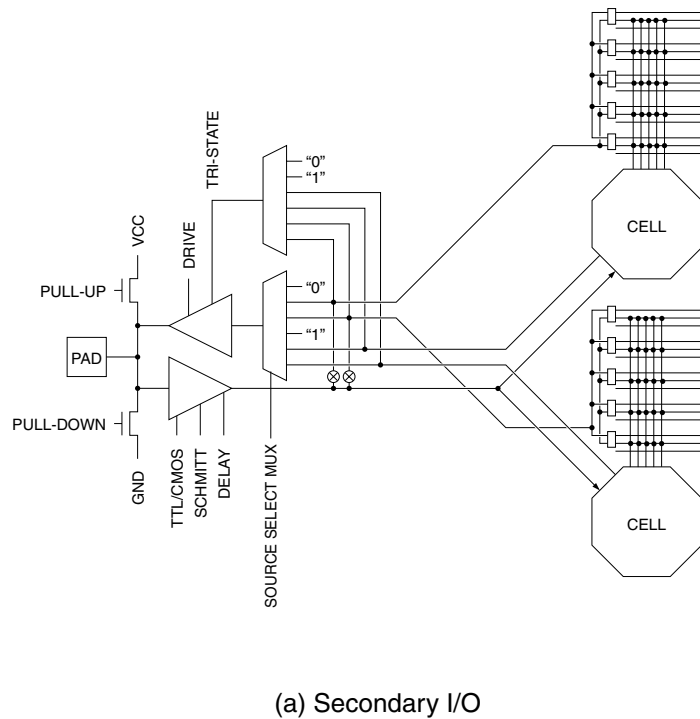 TRI-STATE
"0"
"1"
CELL
VCC
DRIVE
PULL-UP
"0"
"1"
PAD
PULL-DOWN
GND
TTL/CMOS
SCHMITT
DELAY
SOURCE SELECT MUX
CELL
(a) Secondary I/O